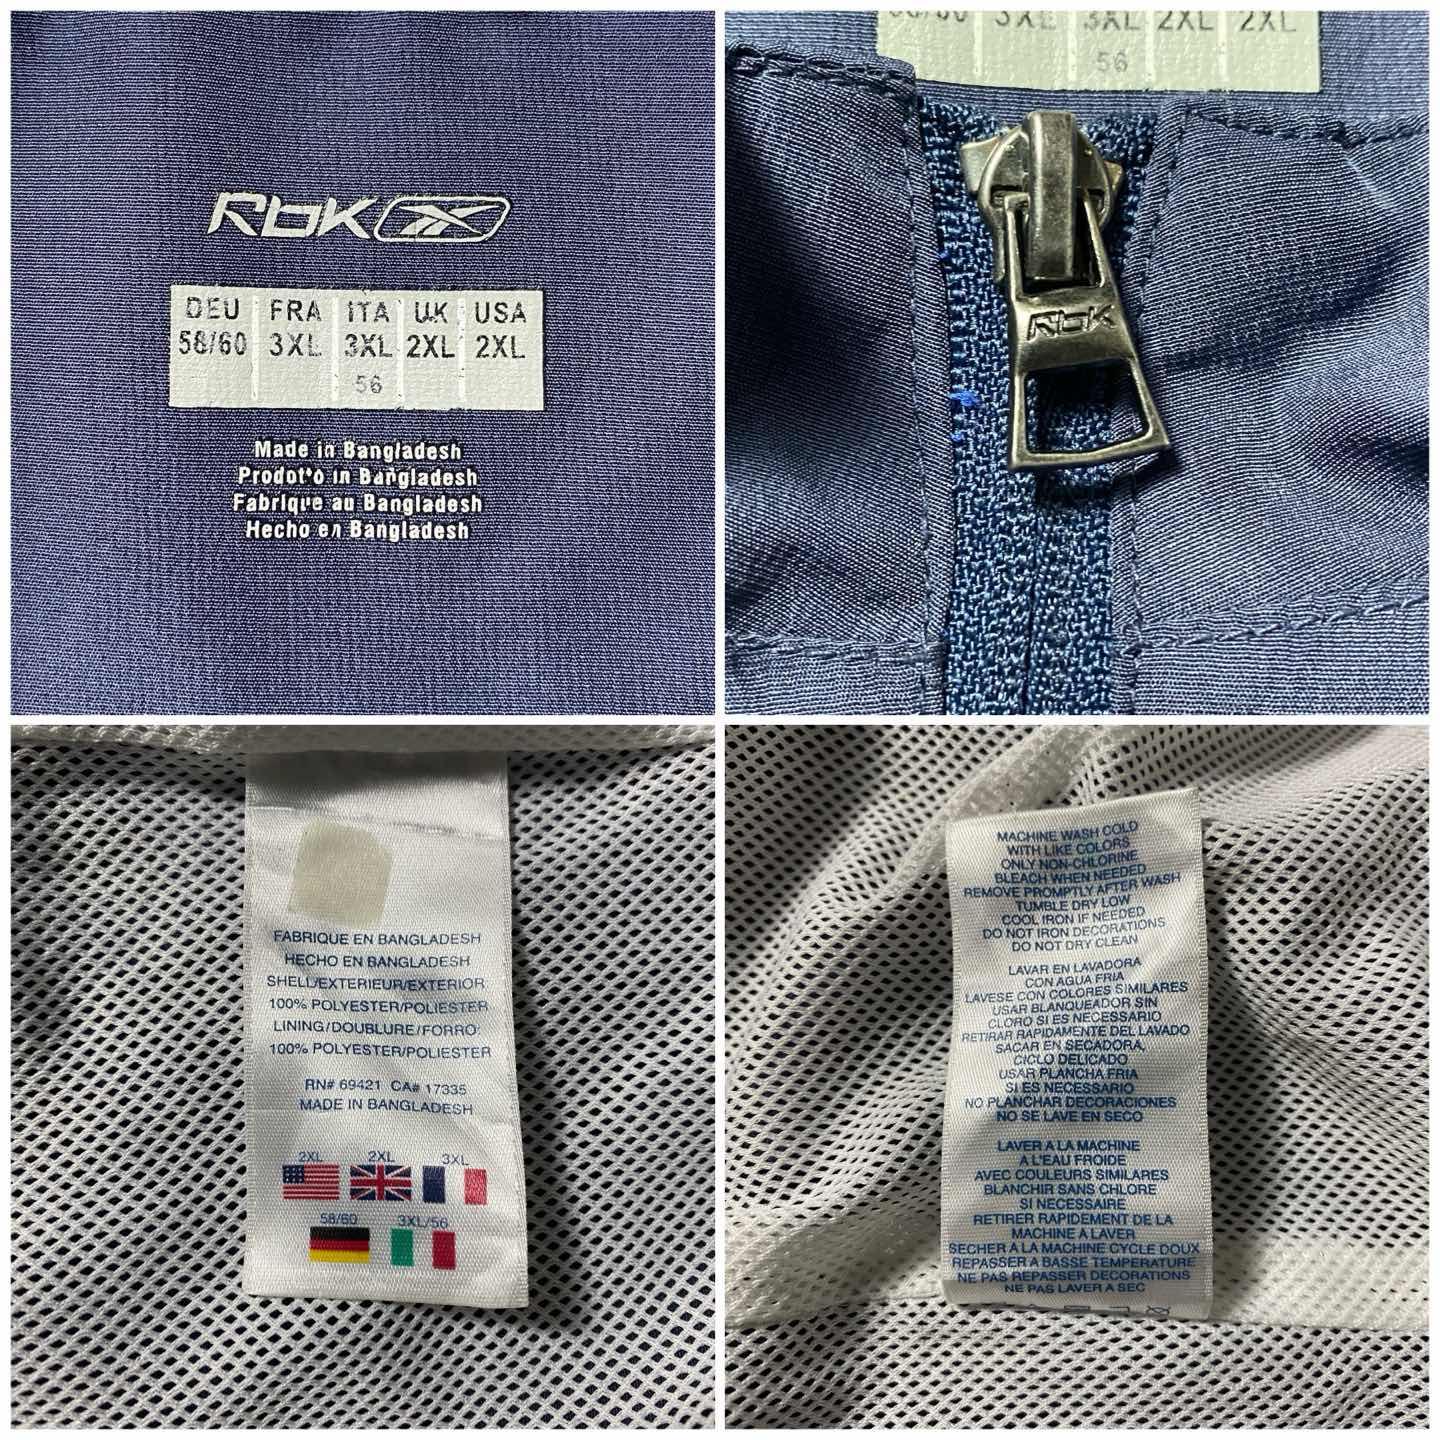 Rbk
DEU FRA ITA UK USA
58/60 3XL 3XL 2XL 2XL
56
Made in Bangladesh
Prodotto in Bangladesh
Fabrique au Bangladesh
Hecho en Bangladesh
58/60 3XL 3XL 2XL 2XL
56
Rbk
FABRIQUE EN BANGLADESH
HECHO EN BANGLADESH
SHELL/EXTERIEUR/EXTERIOR:
100% POLYESTER/POLIESTER
LINING/DOUBLURE/FORRO:
100% POLYESTER/POLIESTER
RN# 69421 CA# 17335
MADE IN BANGLADESH
2XL 2XL 3XL
58/60 3XL/56
MACHINE WASH COLD
WITH LIKE COLORS
ONLY NON-CHLORINE
BLEACH WHEN NEEDED
REMOVE PROMPTLY AFTER WASH
TUMBLE DRY LOW
COOL IRON IF NEEDED
DO NOT IRON DECORATIONS
DO NOT DRY CLEAN
LAVAR EN LAVADORA
CON AGUA FRIA
LAVESE CON COLORES SIMILARES
USAR BLANQUEADOR SIN
CLORO SI ES NECESSARIO
RETIRAR RAPIDAMENTE DEL LAVADO
SACAR EN SECADORA,
CICLO DELICADO
USAR PLANCHA FRIA
SI ES NECESSARIO
NO PLANCHAR DECORACIONES
NO SE LAVE EN SECO
LAVER A LA MACHINE
A L'EAU FROIDE
AVEC COULEURS SIMILARES
BLANCHIR SANS CHLORE
SI NECESSAIRE
RETIRER RAPIDEMENT DE LA
MACHINE A LAVER
SECHER A LA MACHINE CYCLE DOUX
REPASSER A BASSE TEMPERATURE
NE PAS REPASSER DECORATIONS
NE PAS LAVER A SEC